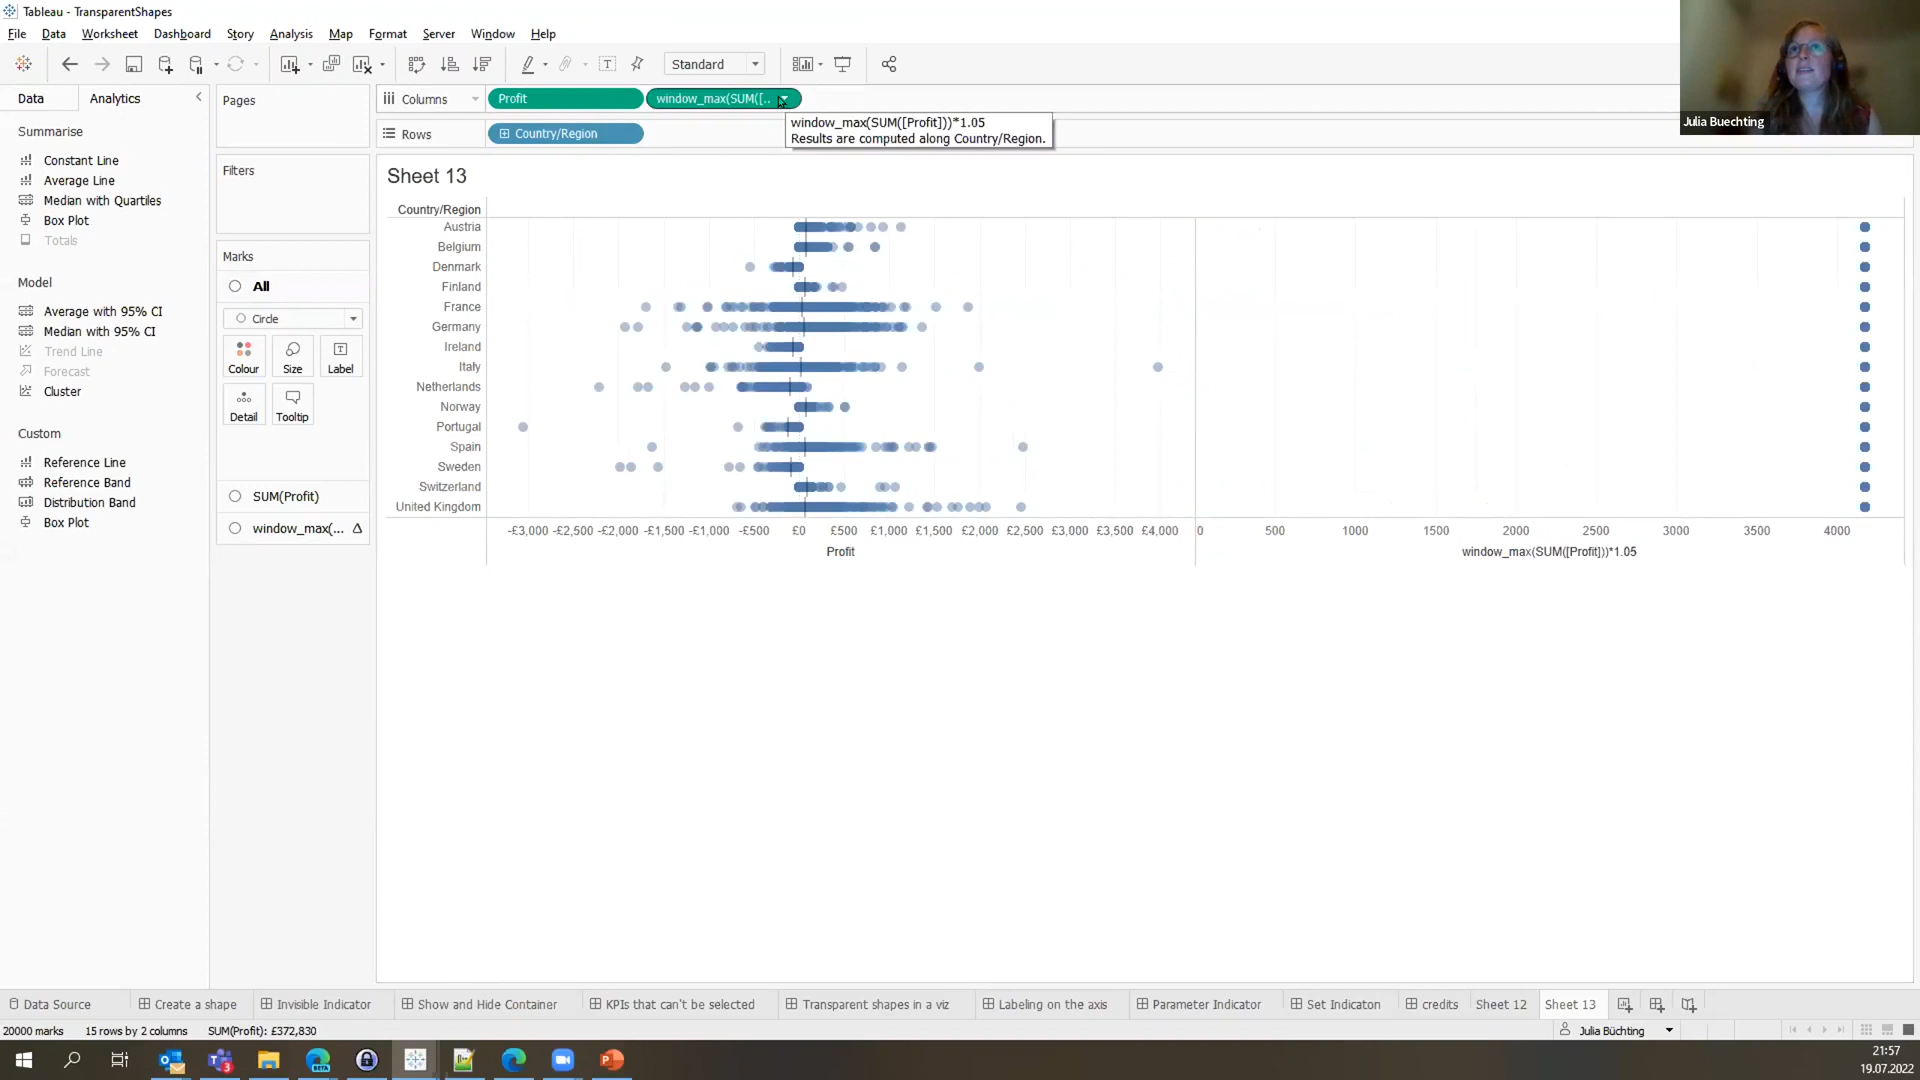 Tableau - TransparentShapes
File Data Worksheet Dashboard Story Analysis Map Format Server Window Help
Standard
Data Analytics
Summarise
Constant Line
Average Line
Median with Quartiles
Box Plot
Totals
Model
Average with 95% CI
Median with 95% CI
Trend Line
Forecast
Cluster
Custom
Reference Line
Reference Band
Distribution Band
Box Plot
Pages
Filters
Marks
All
Circle
Colour Size Label
Detail Tooltip
SUM(Profit)
window_max(...
Columns Profit window_max(SUM([..
Rows Country/Region
window_max(SUM([Profit]))*1.05
Results are computed along Country/Region.
Julia Buechting
Sheet 13
Country/Region
Austria
Belgium
Denmark
Finland
France
Germany
Ireland
Italy
Netherlands
Norway
Portugal
Spain
Sweden
Switzerland
United Kingdom
-£3,000 -£2,500 -£2,000 -£1,500 -£1,000 -£500 £0 £500 £1,000 £1,500 £2,000 £2,500 £3,000 £3,500 £4,000 0 500 1000 1500 2000 2500 3000 3500 4000
Profit window_max(SUM([Profit]))*1.05
Data Source Create a shape Invisible Indicator Show and Hide Container KPIs that can't be selected Transparent shapes in a viz Labeling on the axis Parameter Indicator Set Indicaton credits Sheet 12 Sheet 13
20000 marks 15 rows by 2 columns SUM(Profit): £372,830 Julia Büchting
BETA
3
21:57
19.07.2022